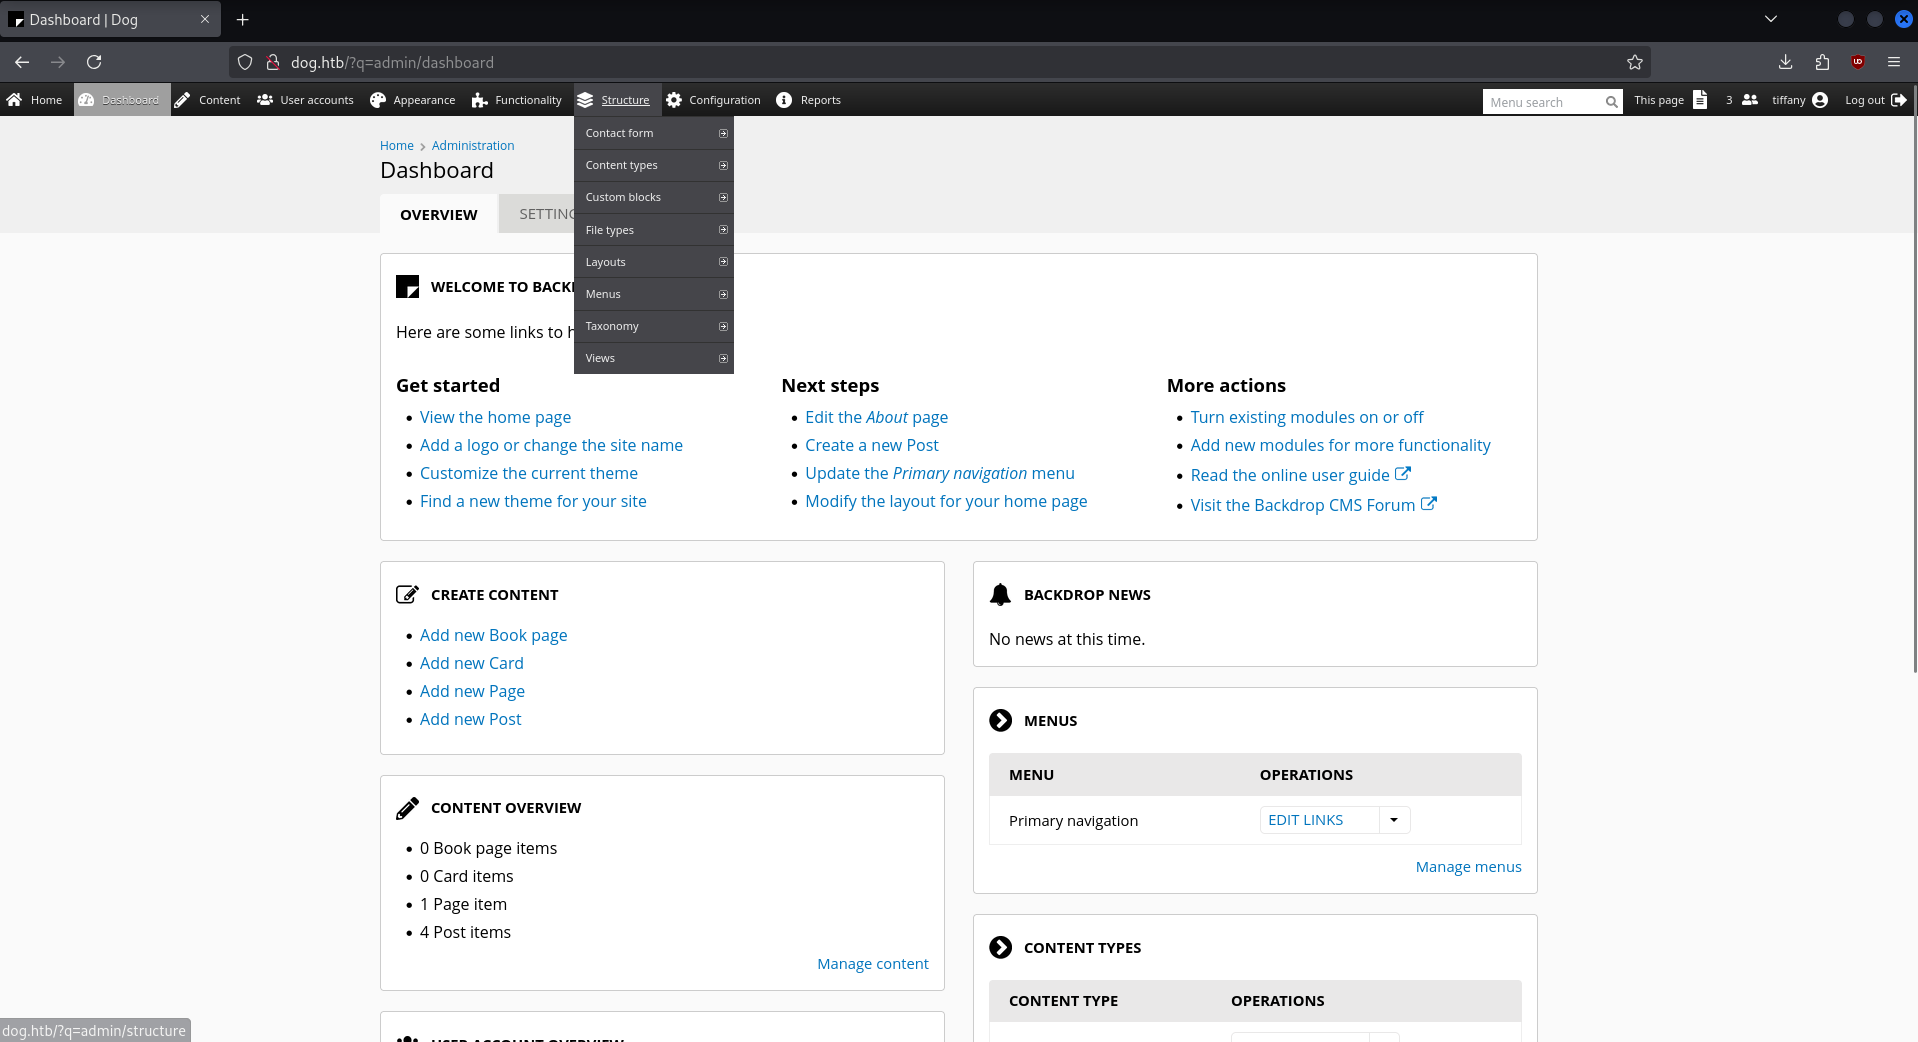 Dashboard | Dog
dog.htb/?q=admin/dashboard
Home Dashboard Content User accounts Appearance Functionality Structure Configuration Reports Menu search This page 3 tiffany Log out
Contact form
Content types
Custom blocks
File types
Layouts
Menus
Taxonomy
Views
Home > Administration
Dashboard
OVERVIEW SETTING
WELCOME TO BACK
Here are some links to h
Get started
View the home page
Add a logo or change the site name
Customize the current theme
Find a new theme for your site
Next steps
Edit the About page
Create a new Post
Update the Primary navigation menu
Modify the layout for your home page
More actions
Turn existing modules on or off
Add new modules for more functionality
Read the online user guide
Visit the Backdrop CMS Forum
CREATE CONTENT
Add new Book page
Add new Card
Add new Page
Add new Post
CONTENT OVERVIEW
0 Book page items
0 Card items
1 Page item
4 Post items
Manage content
USER ACCOUNT OVERVIEW
BACKDROP NEWS
No news at this time.
MENUS
MENU OPERATIONS
Primary navigation EDIT LINKS
Manage menus
CONTENT TYPES
CONTENT TYPE OPERATIONS
dog.htb/?q=admin/structure